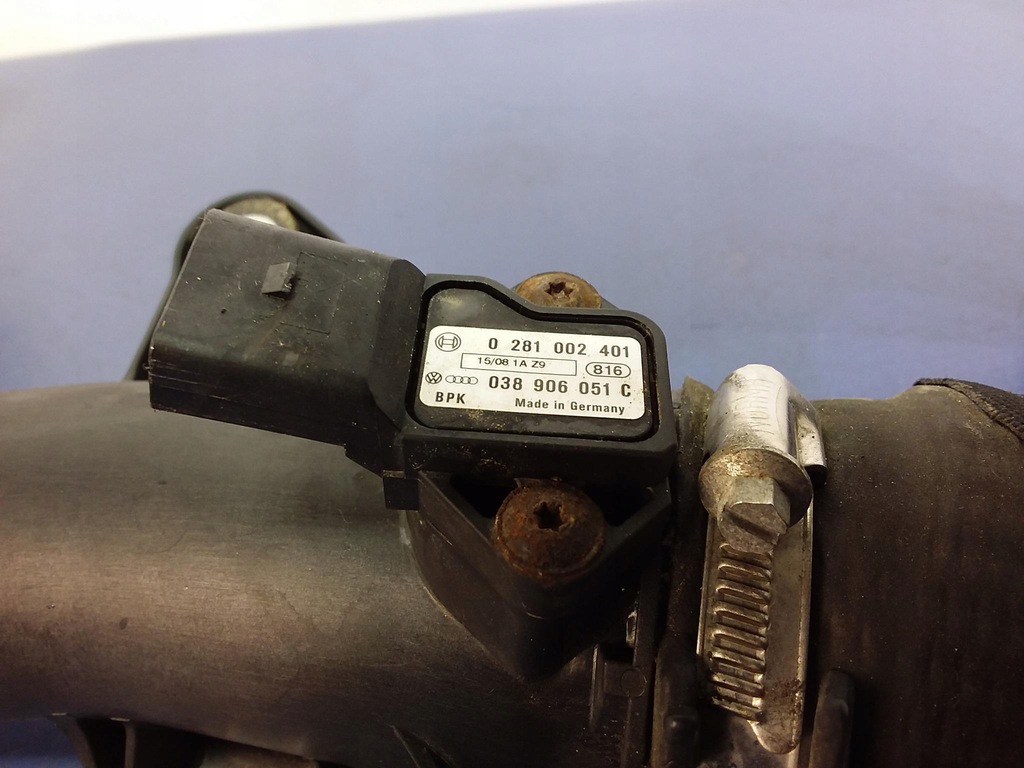 0 281 002 401
15/08 1A Z9 816
038 906 051 C
BPK Made in Germany